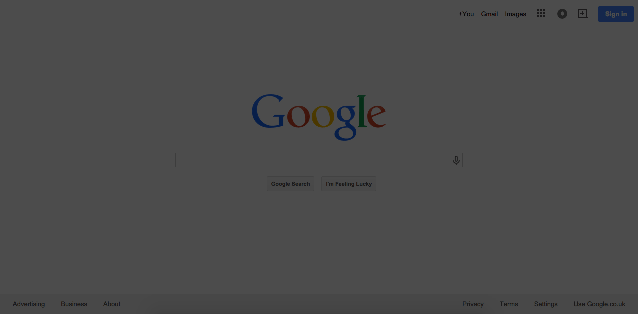 +You Gmail Images Sign in
Google
Google Search I'm Feeling Lucky
Advertising Business About Privacy Terms Settings Use Google.co.uk